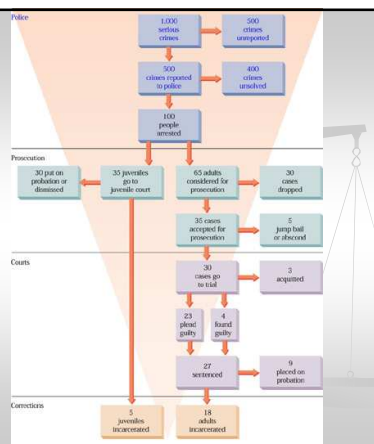 Police
1,000
serious
crimes
500
crimes
unreported
500
crimes reported
to police
400
crimes
unsolved
100
people
arrested
Prosecution
30 put on
probation or
dismissed
35 juveniles
go to
juvenile court
65 adults
considered for
prosecution
30
cases
dropped
35 cases
accepted for
prosecution
5
jump bail
or abscond
Courts
30
cases go
to trial
3
acquitted
23
plead
guilty
4
found
guilty
27
sentenced
9
placed on
probation
Corrections
5
juveniles
incarcerated
18
adults
incarcerated